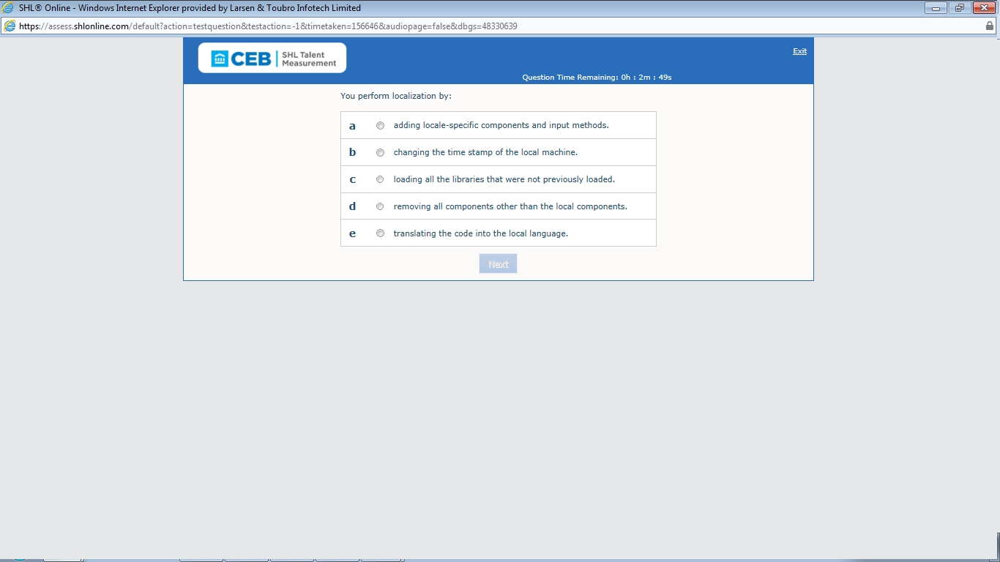 SHL® Online - Windows Internet Explorer provided by Larsen & Toubro Infotech Limited
https://assess.shlonline.com/default?action=testquestion&testaction=-1&timetaken=156646&audiopage=false&dbgs=48330639
CEB SHL Talent Measurement
Exit
Question Time Remaining: 0h : 2m : 49s
You perform localization by:
a adding locale-specific components and input methods.
b changing the time stamp of the local machine.
c loading all the libraries that were not previously loaded.
d removing all components other than the local components.
e translating the code into the local language.
Next